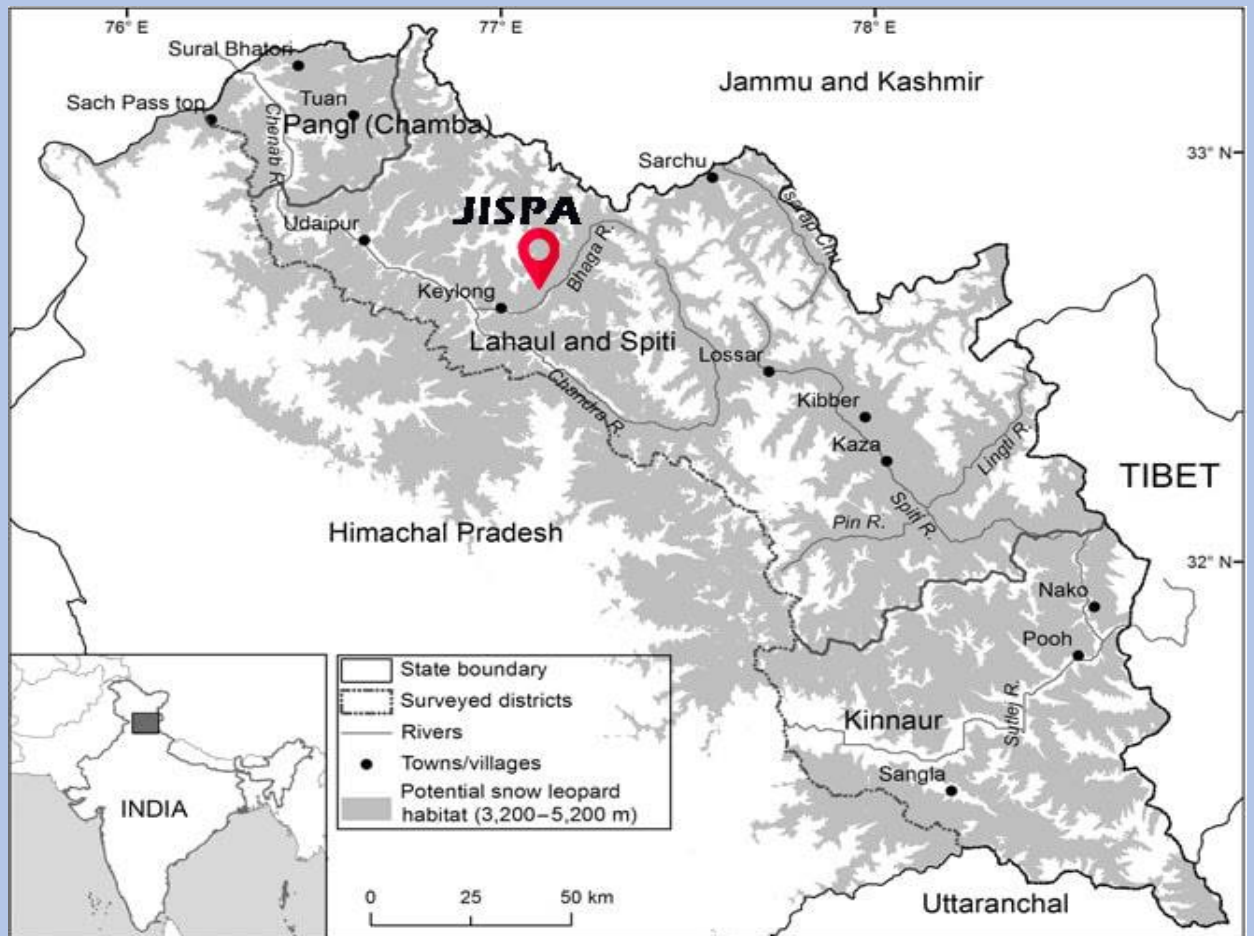 76° E
77° E
78° E
Sural Bhatori
Jammu and Kashmir
Sach Pass top
Tuan
Pangi (Chamba)
Chenab R.
33° N
Sarchu
Tsarap Chu
JISPA
Udaipur
Bhaga R.
Keylong
Lahaul and Spiti
Lossar
Chandra R.
Kibber
Kaza
Lingti R.
TIBET
Spiti R.
Pin R.
Himachal Pradesh
32° N
Nako
Pooh
Sutlej R.
Kinnaur
Sangla
Uttaranchal
INDIA
State boundary
Surveyed districts
Rivers
Towns/villages
Potential snow leopard
habitat (3,200–5,200 m)
0 25 50 km